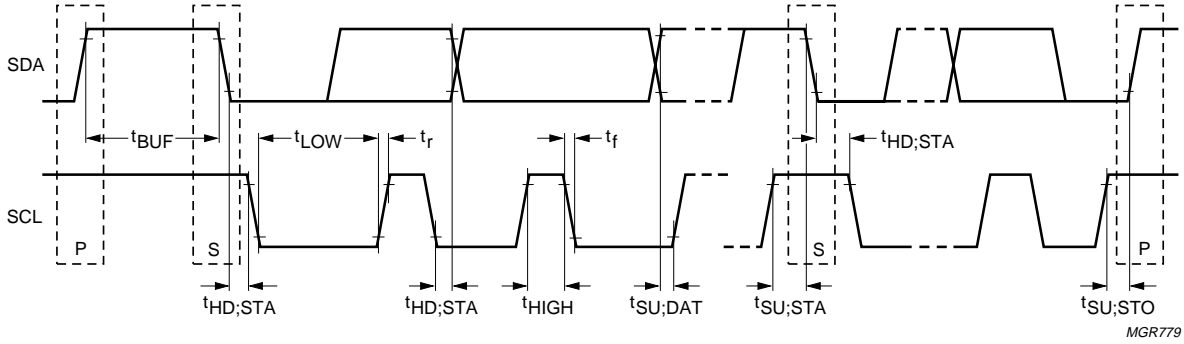 SDA
tBUF tLOW tr tf tHD;STA
SCL
P S S P
tHD;STA tHD;STA tHIGH tSU;DAT tSU;STA tSU;STO
MGR779